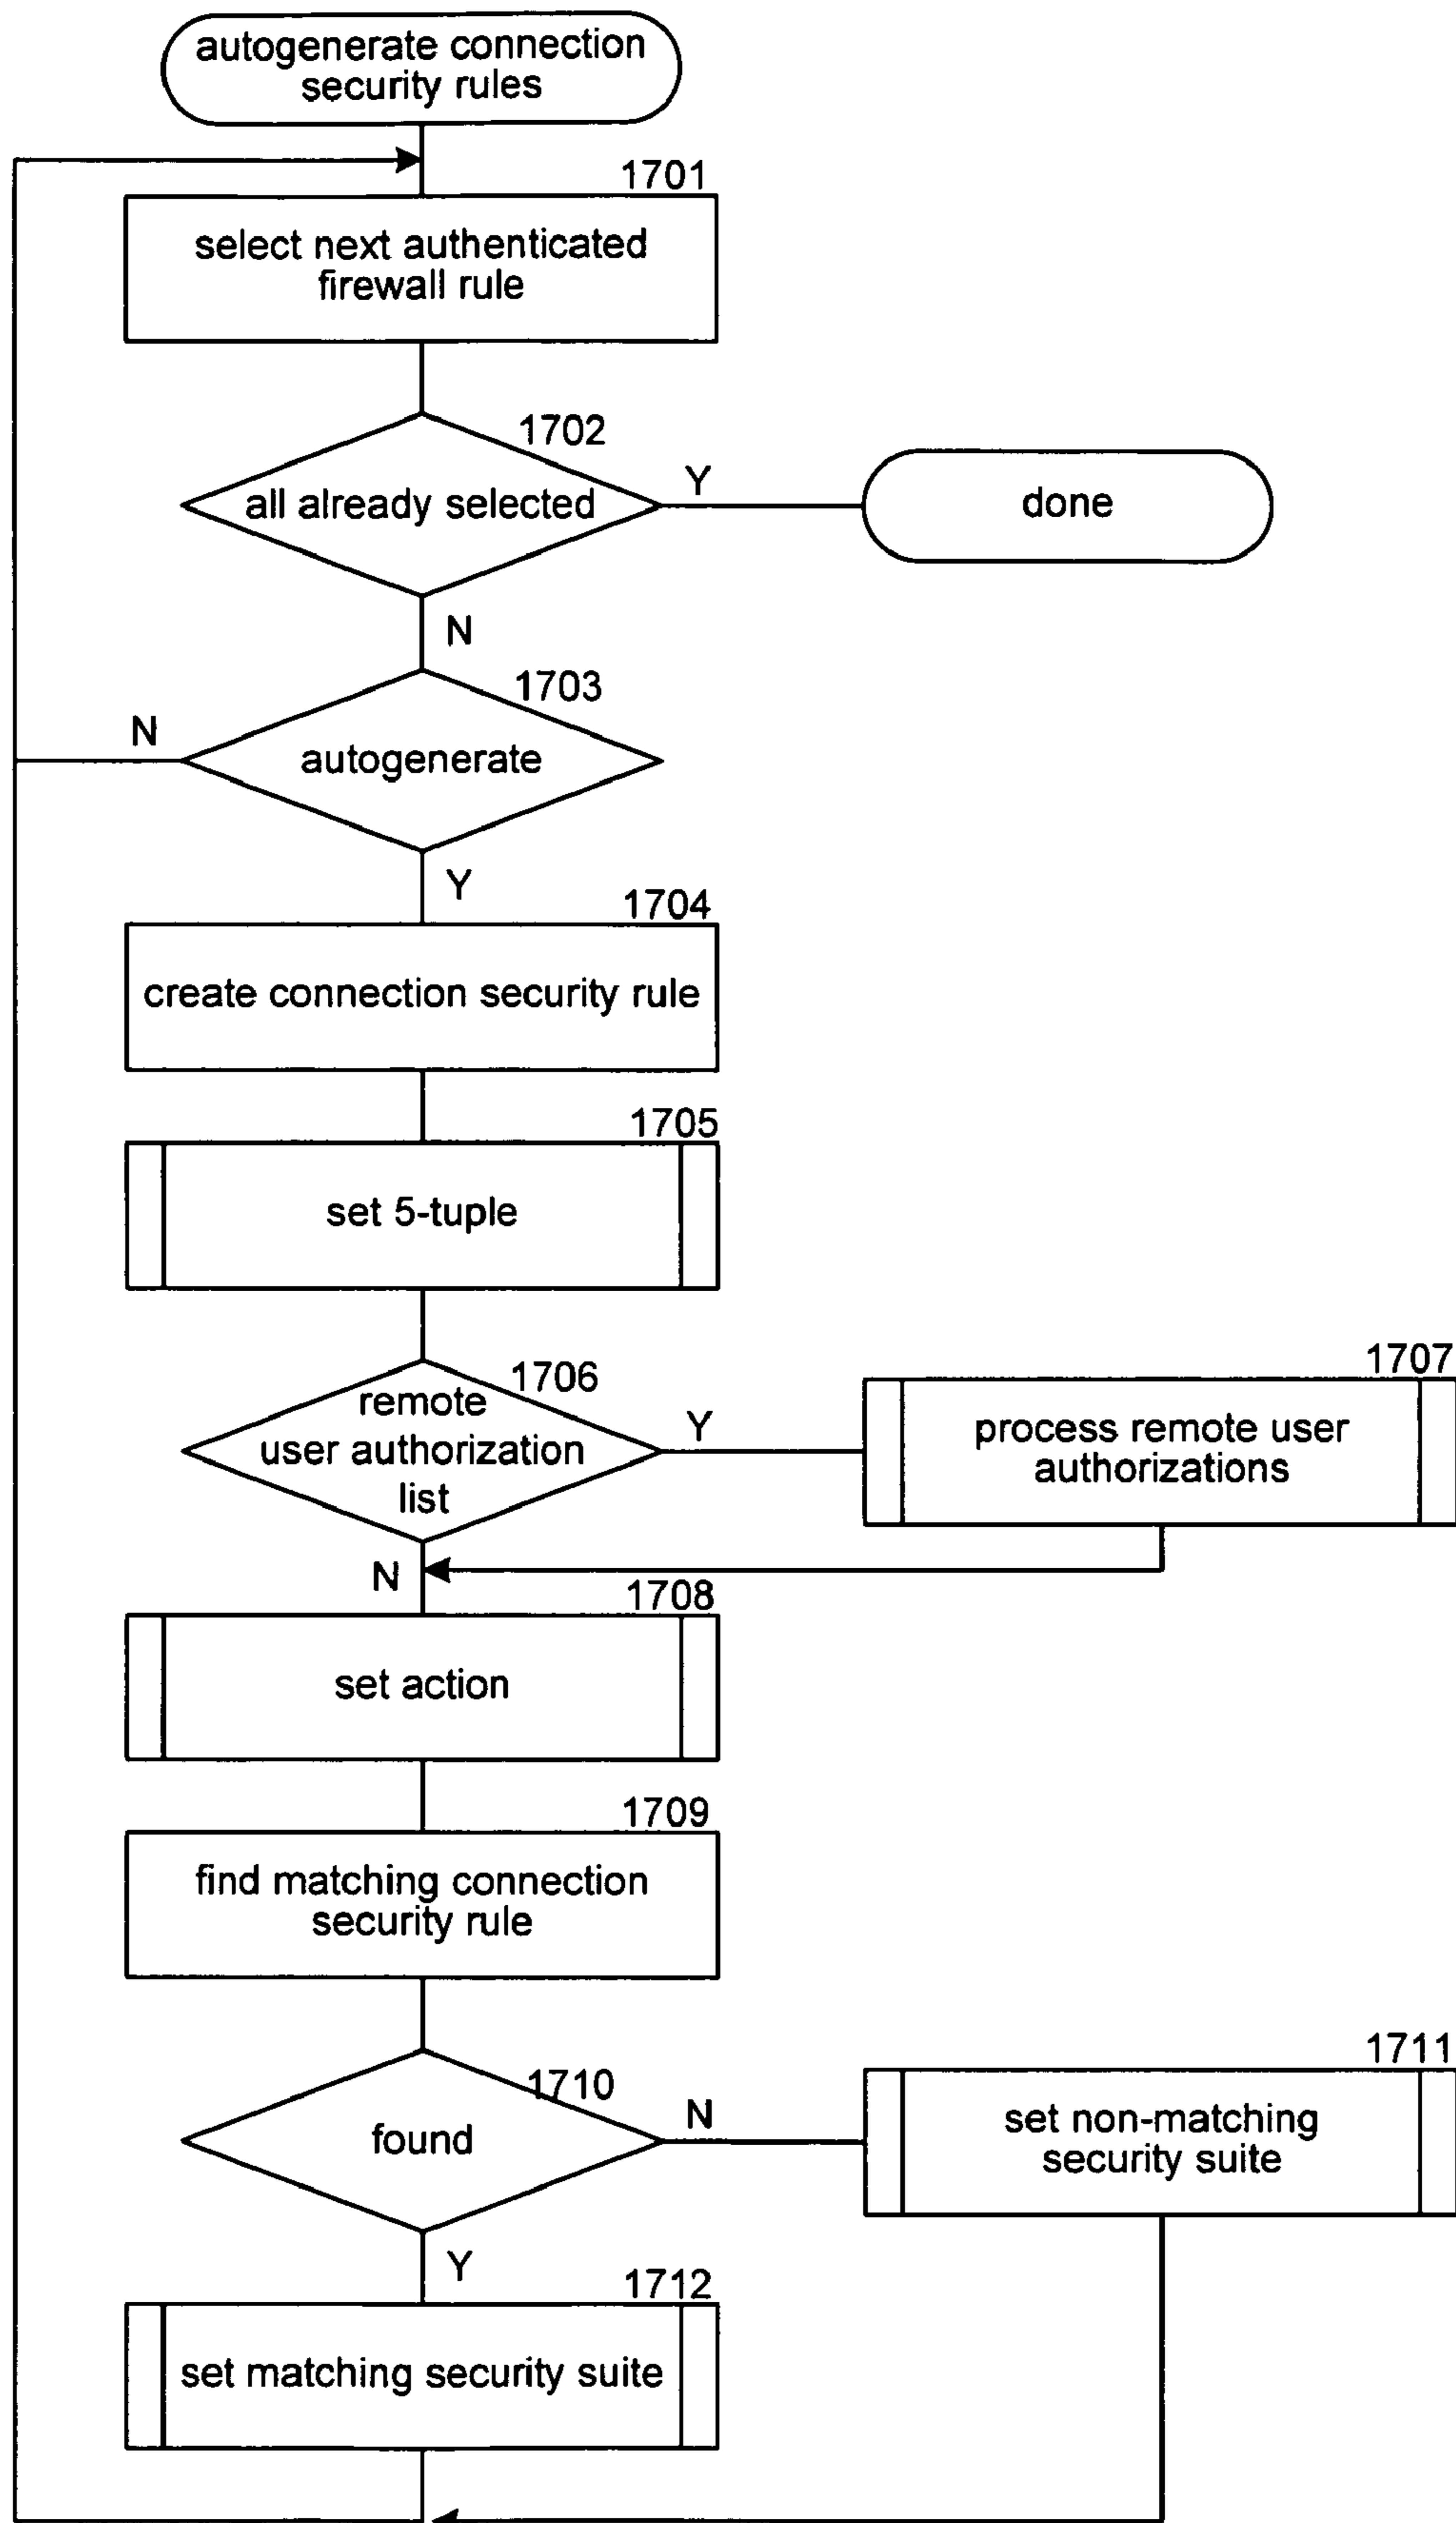 autogenerate connection
security rules
1701
select next authenticated
firewall rule
1702
all already selected
Y
done
N
1703
N
autogenerate
Y
1704
create connection security rule
1705
set 5-tuple
1706
remote
user authorization
list
Y
1707
process remote user
authorizations
N
1708
set action
1709
find matching connection
security rule
1710
found
N
1711
set non-matching
security suite
Y
1712
set matching security suite